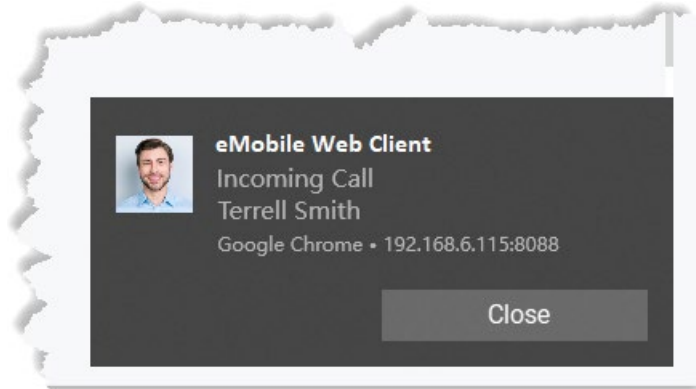 eMobile Web Client
Incoming Call
Terrell Smith
Google Chrome • 192.168.6.115:8088
Close